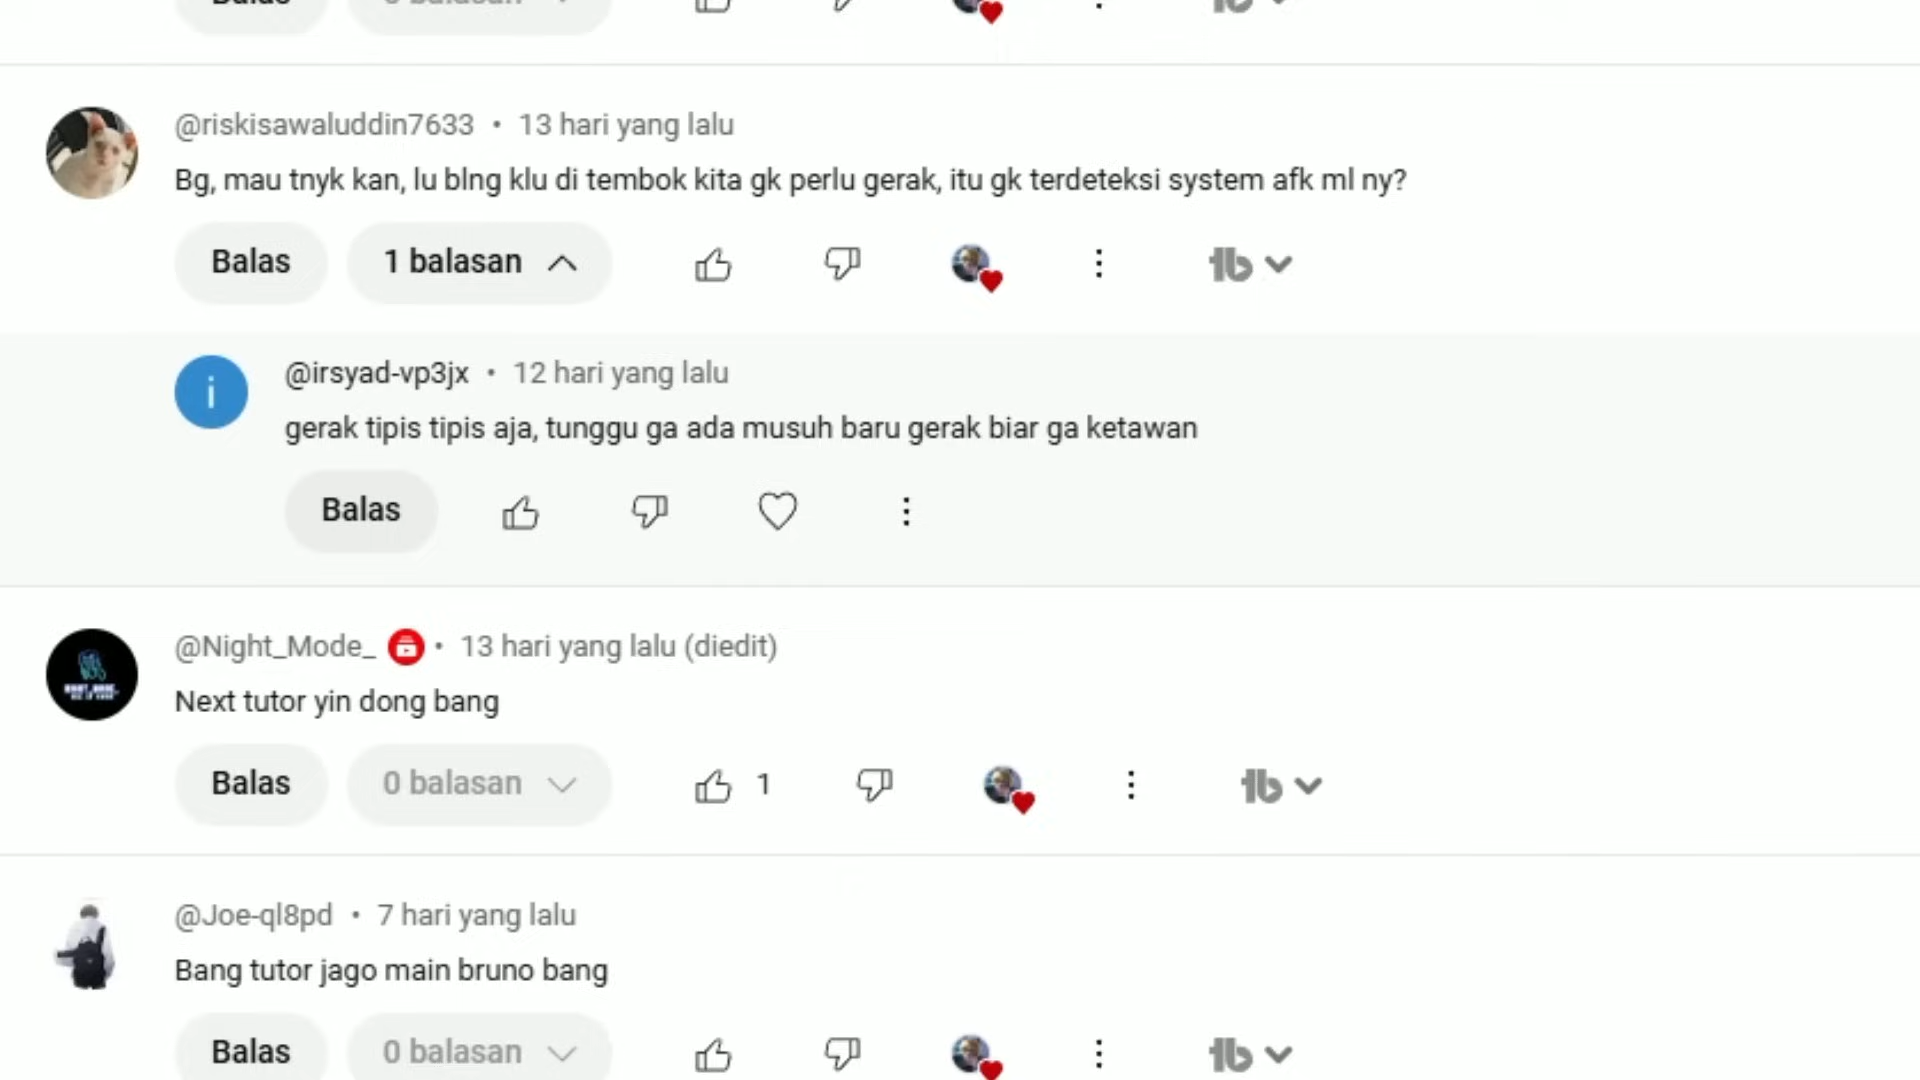 Balas 0 balasan
@riskisawaluddin7633 • 13 hari yang lalu
Bg, mau tnyk kan, lu blng klu di tembok kita gk perlu gerak, itu gk terdeteksi system afk ml ny?
Balas 1 balasan
i
@irsyad-vp3jx • 12 hari yang lalu
gerak tipis tipis aja, tunggu ga ada musuh baru gerak biar ga ketawan
Balas
@Night_Mode_ • 13 hari yang lalu (diedit)
Next tutor yin dong bang
Balas 0 balasan 1
@Joe-ql8pd • 7 hari yang lalu
Bang tutor jago main bruno bang
Balas 0 balasan